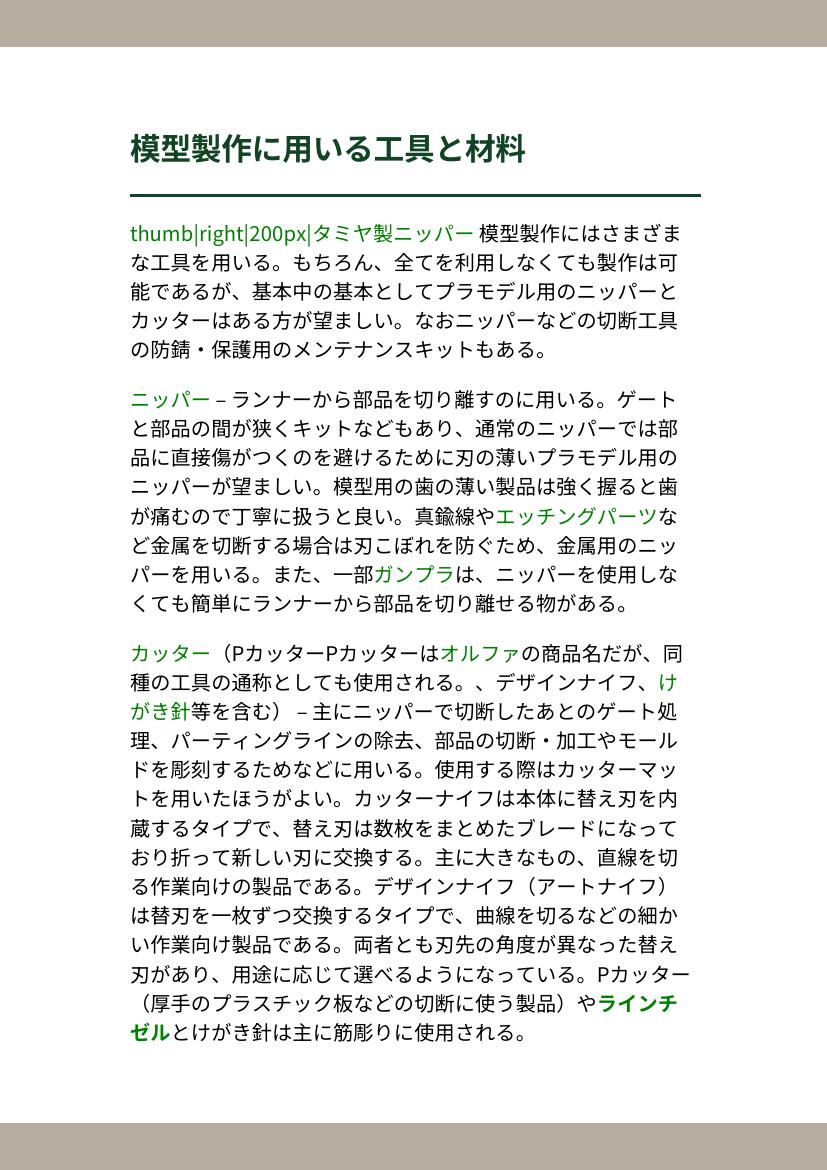 模型製作に用いる工具と材料
thumb|right|200px|タミヤ製ニッパー 模型製作にはさまざま
な工具を用いる。もちろん、全てを利用しなくても製作は可
能であるが、基本中の基本としてプラモデル用のニッパーと
カッターはある方が望ましい。なおニッパーなどの切断工具
の防錆・保護用のメンテナンスキットもある。
ニッパー – ランナーから部品を切り離すのに用いる。ゲート
と部品の間が狭くキットなどもあり、通常のニッパーでは部
品に直接傷がつくのを避けるために刃の薄いプラモデル用の
ニッパーが望ましい。模型用の歯の薄い製品は強く握ると歯
が痛むので丁寧に扱うと良い。真鍮線やエッチングパーツな
ど金属を切断する場合は刃こぼれを防ぐため、金属用のニッ
パーを用いる。また、一部ガンプラは、ニッパーを使用しな
くても簡単にランナーから部品を切り離せる物がある。
カッター（PカッターPカッターはオルファの商品名だが、同
種の工具の通称としても使用される。、デザインナイフ、け
がき針等を含む） – 主にニッパーで切断したあとのゲート処
理、パーティングラインの除去、部品の切断・加工やモール
ドを彫刻するためなどに用いる。使用する際はカッターマッ
トを用いたほうがよい。カッターナイフは本体に替え刃を内
蔵するタイプで、替え刃は数枚をまとめたブレードになって
おり折って新しい刃に交換する。主に大きなもの、直線を切
る作業向けの製品である。デザインナイフ（アートナイフ）
は替刃を一枚ずつ交換するタイプで、曲線を切るなどの細か
い作業向け製品である。両者とも刃先の角度が異なった替え
刃があり、用途に応じて選べるようになっている。Pカッター
（厚手のプラスチック板などの切断に使う製品）やラインチ
ゼルとけがき針は主に筋彫りに使用される。